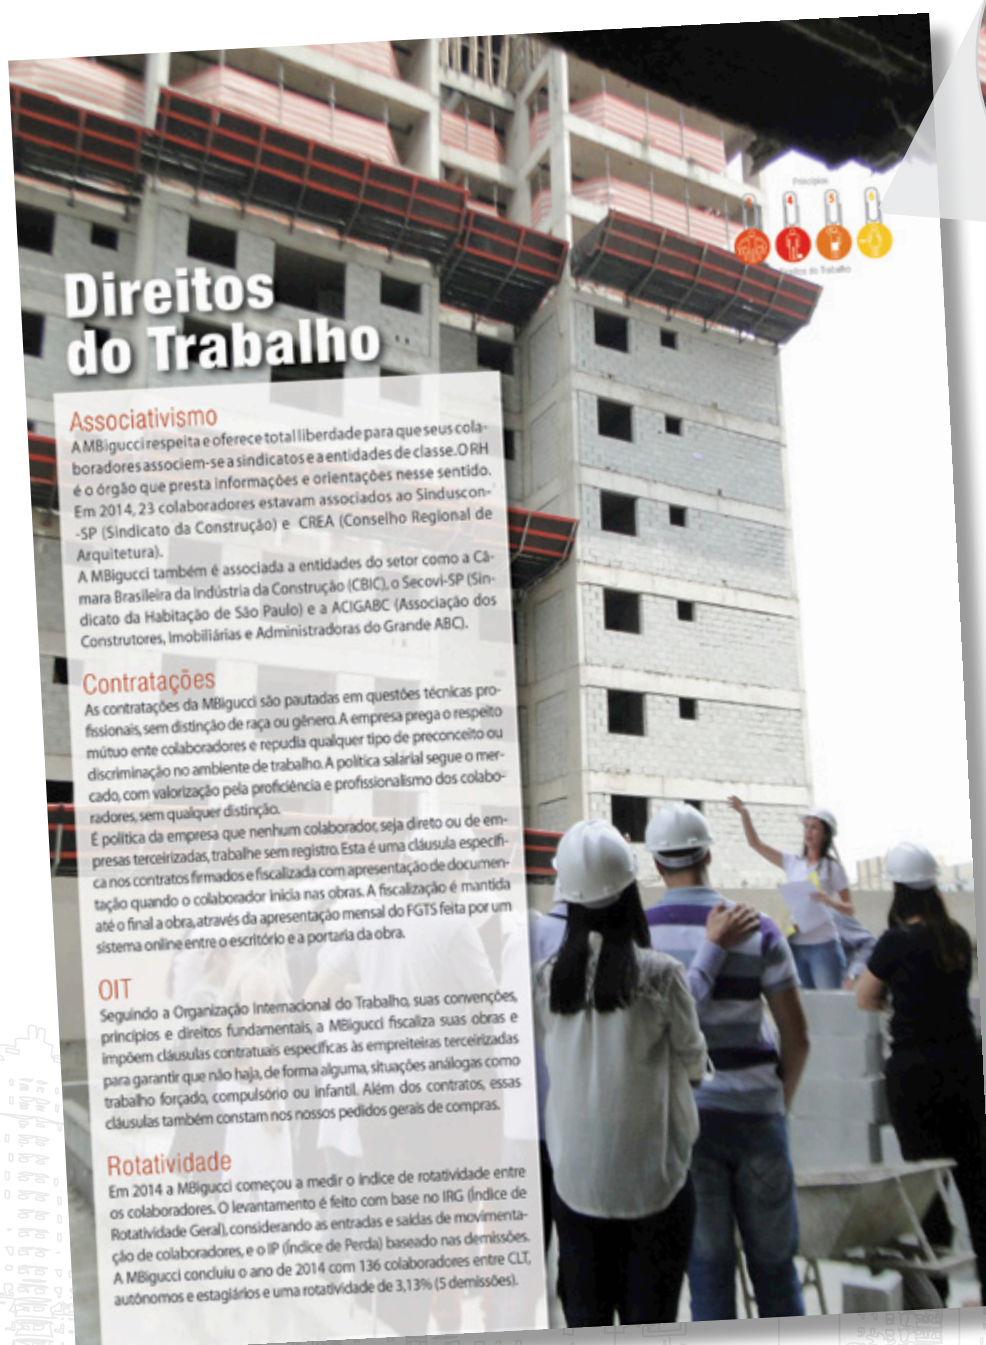 Princípios
3 4 5 6
Direitos do Trabalho
Direitos
do Trabalho
Associativismo
A MBigucci respeita e oferece total liberdade para que seus cola-
boradores associem-se a sindicatos e a entidades de classe. O RH
é o órgão que presta informações e orientações nesse sentido.
Em 2014, 23 colaboradores estavam associados ao Sinduscon-
-SP (Sindicato da Construção) e CREA (Conselho Regional de
Arquitetura).
A MBigucci também é associada a entidades do setor como a Câ-
mara Brasileira da Indústria da Construção (CBIC), o Secovi-SP (Sin-
dicato da Habitação de São Paulo) e a ACIGABC (Associação dos
Construtores, Imobiliárias e Administradoras do Grande ABC).
Contratações
As contratações da MBigucci são pautadas em questões técnicas pro-
fissionais, sem distinção de raça ou gênero. A empresa prega o respeito
mútuo ente colaboradores e repudia qualquer tipo de preconceito ou
discriminação no ambiente de trabalho. A política salarial segue o mer-
cado, com valorização pela proficiência e profissionalismo dos colabo-
radores, sem qualquer distinção.
É política da empresa que nenhum colaborador, seja direto ou de em-
presas terceirizadas, trabalhe sem registro. Esta é uma cláusula específi-
ca nos contratos firmados e fiscalizada com apresentação de documen-
tação quando o colaborador inicia nas obras. A fiscalização é mantida
até o final a obra, através da apresentação mensal do FGTS feita por um
sistema online entre o escritório e a portaria da obra.
OIT
Seguindo a Organização Internacional do Trabalho, suas convenções,
princípios e direitos fundamentais, a MBigucci fiscaliza suas obras e
impõem cláusulas contratuais específicas às empreiteiras terceirizadas
para garantir que não haja, de forma alguma, situações análogas como
trabalho forçado, compulsório ou infantil. Além dos contratos, essas
cláusulas também constam nos nossos pedidos gerais de compras.
Rotatividade
Em 2014 a MBigucci começou a medir o índice de rotatividade entre
os colaboradores. O levantamento é feito com base no IRG (Índice de
Rotatividade Geral), considerando as entradas e saídas de movimenta-
ção de colaboradores, e o IP (Índice de Perda) baseado nas demissões.
A MBigucci concluiu o ano de 2014 com 136 colaboradores entre CLT,
autônomos e estagiários e uma rotatividade de 3,13% (5 demissões).